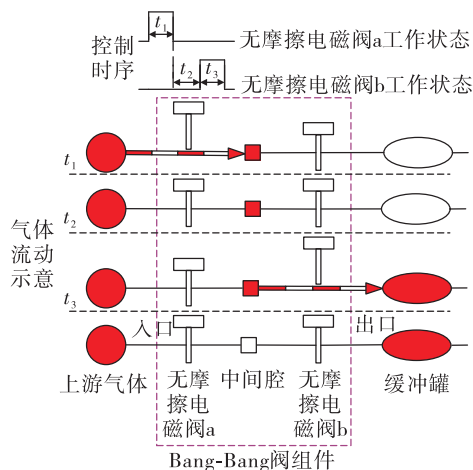 控制
时序
t₁
无摩擦电磁阀a工作状态
t₂
t₃
无摩擦电磁阀b工作状态
气体
流动
示意
t₁
t₂
t₃
入口
出口
上游气体
无摩
擦电
磁阀a
中间腔
无摩
擦电
磁阀b
缓冲罐
Bang-Bang阀组件